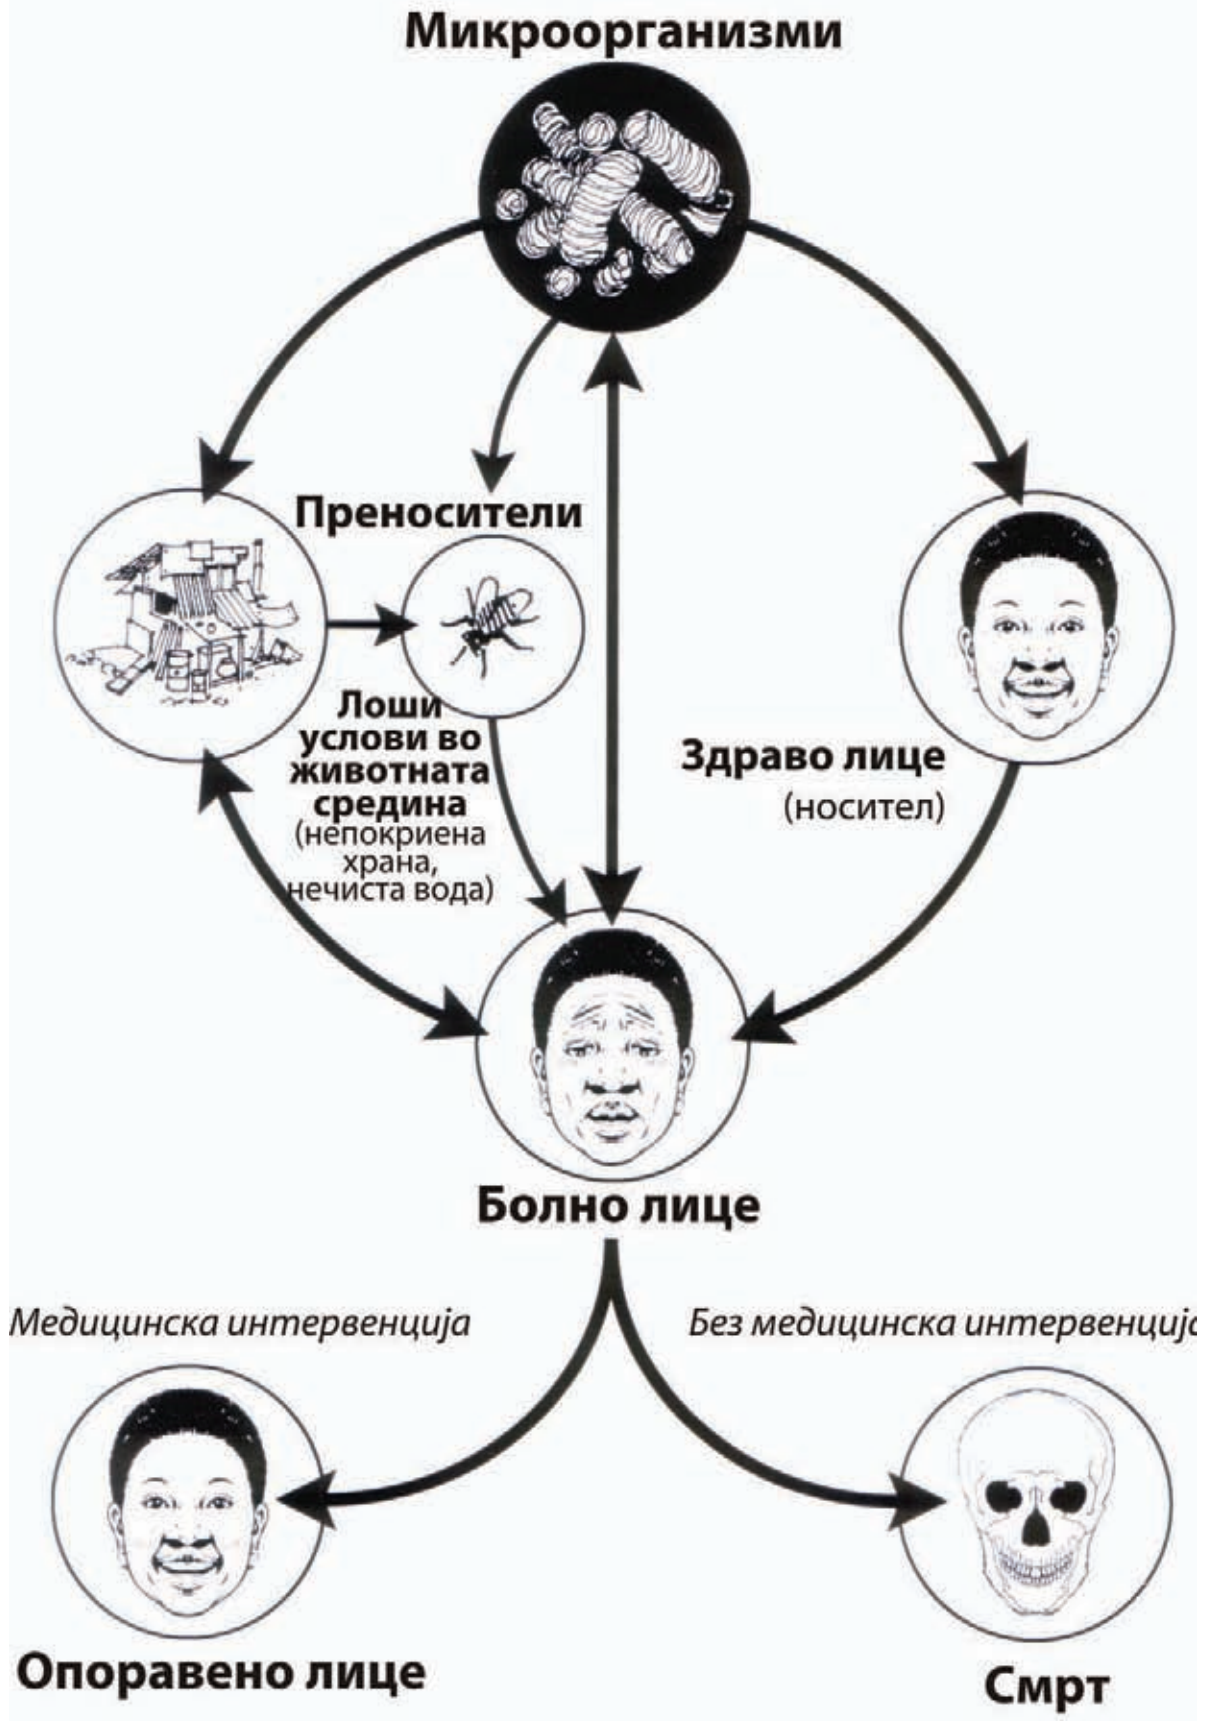 Микроорганизми
Преносители
Лоши
услови во
животната
средина
(непокриена
храна,
нечиста вода)
Здраво лице
(носител)
Болно лице
Медицинска интервенција
Без медицинска интервенција
Опоравено лице
Смрт